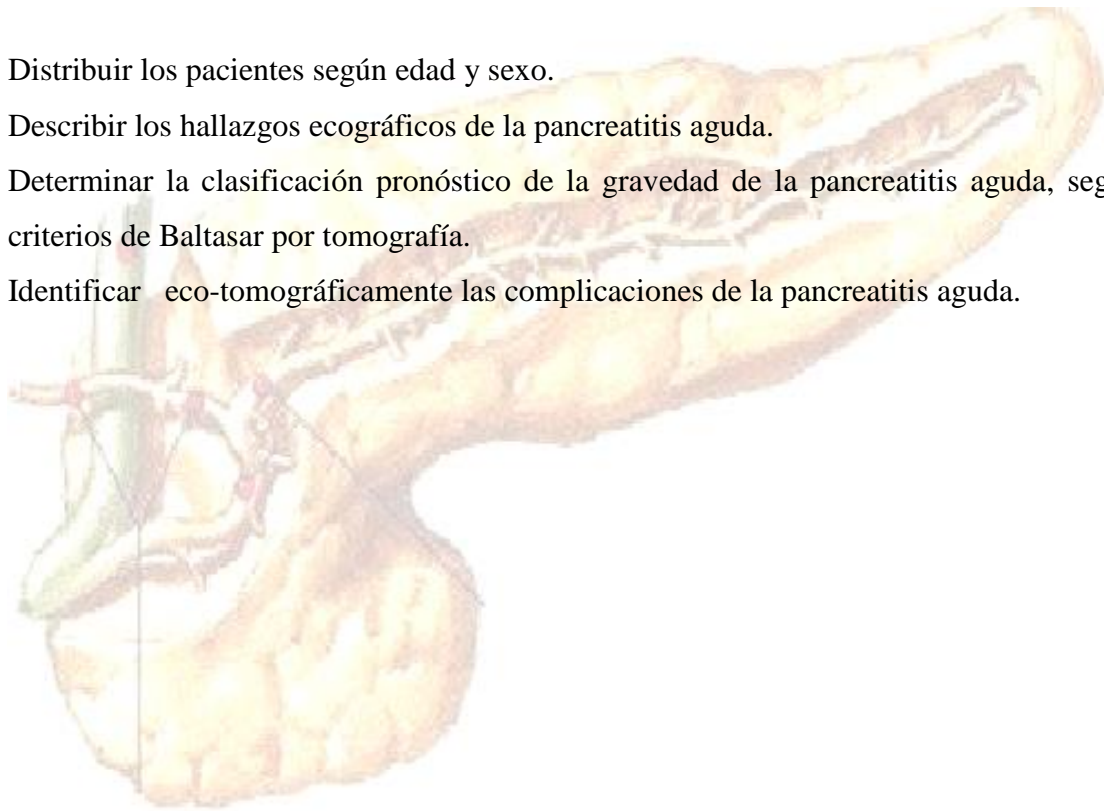 Distribuir los pacientes según edad y sexo.
Describir los hallazgos ecográficos de la pancreatitis aguda.
Determinar la clasificación pronóstico de la gravedad de la pancreatitis aguda, seg
criterios de Baltasar por tomografía.
Identificar eco-tomográficamente las complicaciones de la pancreatitis aguda.